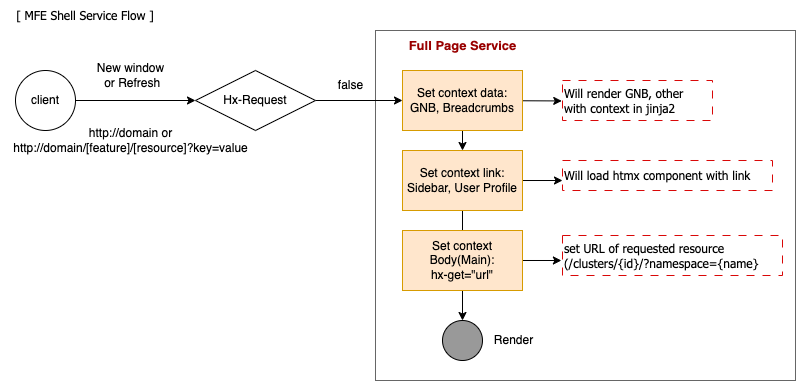 [ MFE Shell Service Flow ]
Full Page Service
New window
or Refresh
client
Hx-Request
false
http://domain or
http://domain/[feature]/[resource]?key=value
Set context data:
GNB, Breadcrumbs
Will render GNB, other
with context in jinja2
Set context link:
Sidebar, User Profile
Will load htmx component with link
Set context
Body(Main):
hx-get="url"
set URL of requested resource
(/clusters/{id}/?namespace={name}
Render